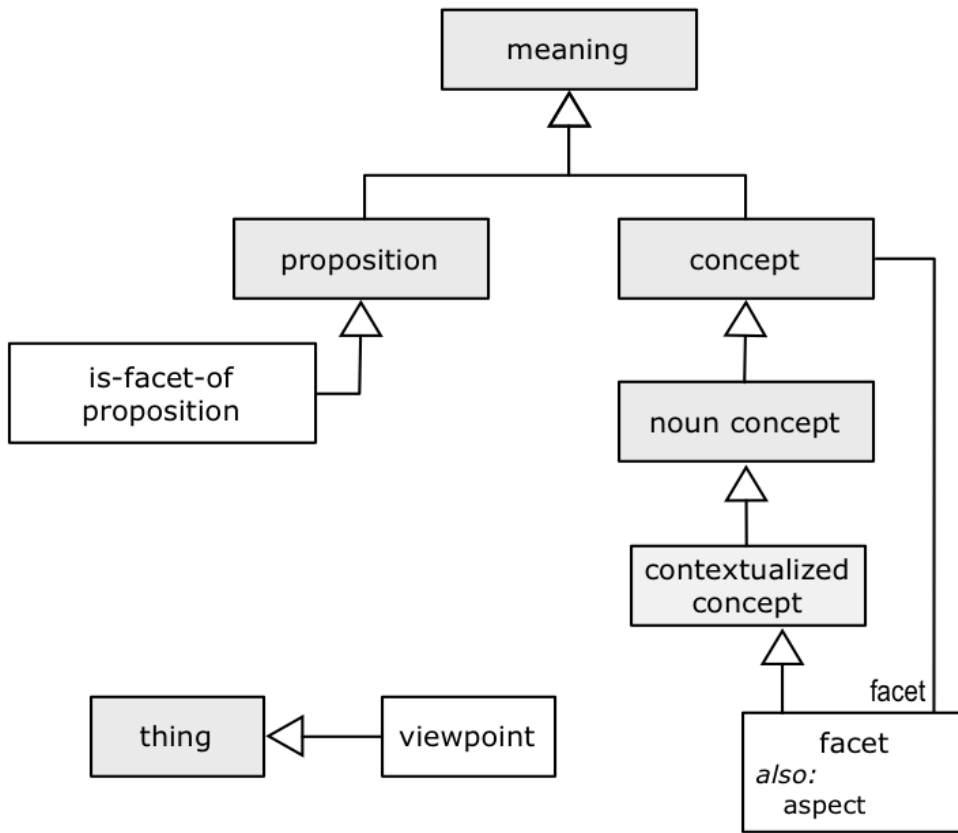 meaning
proposition
concept
is-facet-of
proposition
noun concept
contextualized
concept
facet
thing
viewpoint
facet
also:
aspect